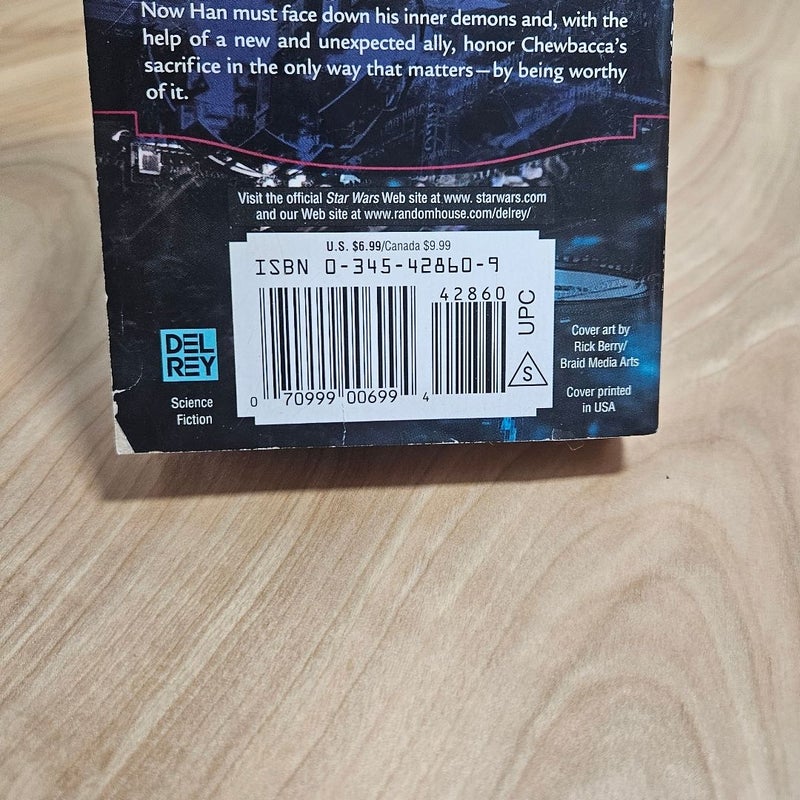 Now Han must face down his inner demons and, with the
help of a new and unexpected ally, honor Chewbacca's
sacrifice in the only way that matters—by being worthy
of it.
Visit the official Star Wars Web site at www. starwars.com
and our Web site at www.randomhouse.com/delrey/
U.S. $6.99/Canada $9.99
ISBN 0-345-42860-9
42860
UPC
S
0 70999 00699 4
DEL
REY
Science
Fiction
Cover art by
Rick Berry/
Braid Media Arts
Cover printed
in USA